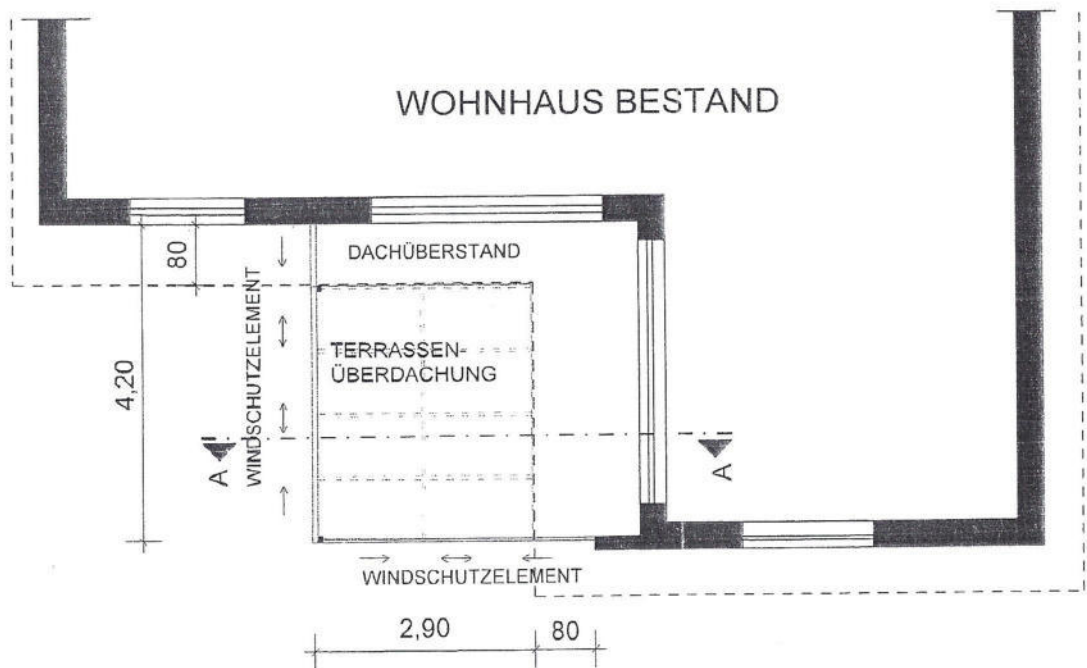 WOHNHAUS BESTAND
80
DACHÜBERSTAND
WINDSCHUTZELEMENT
TERRASSEN-
ÜBERDACHUNG
4,20
A
A
WINDSCHUTZELEMENT
2,90
80